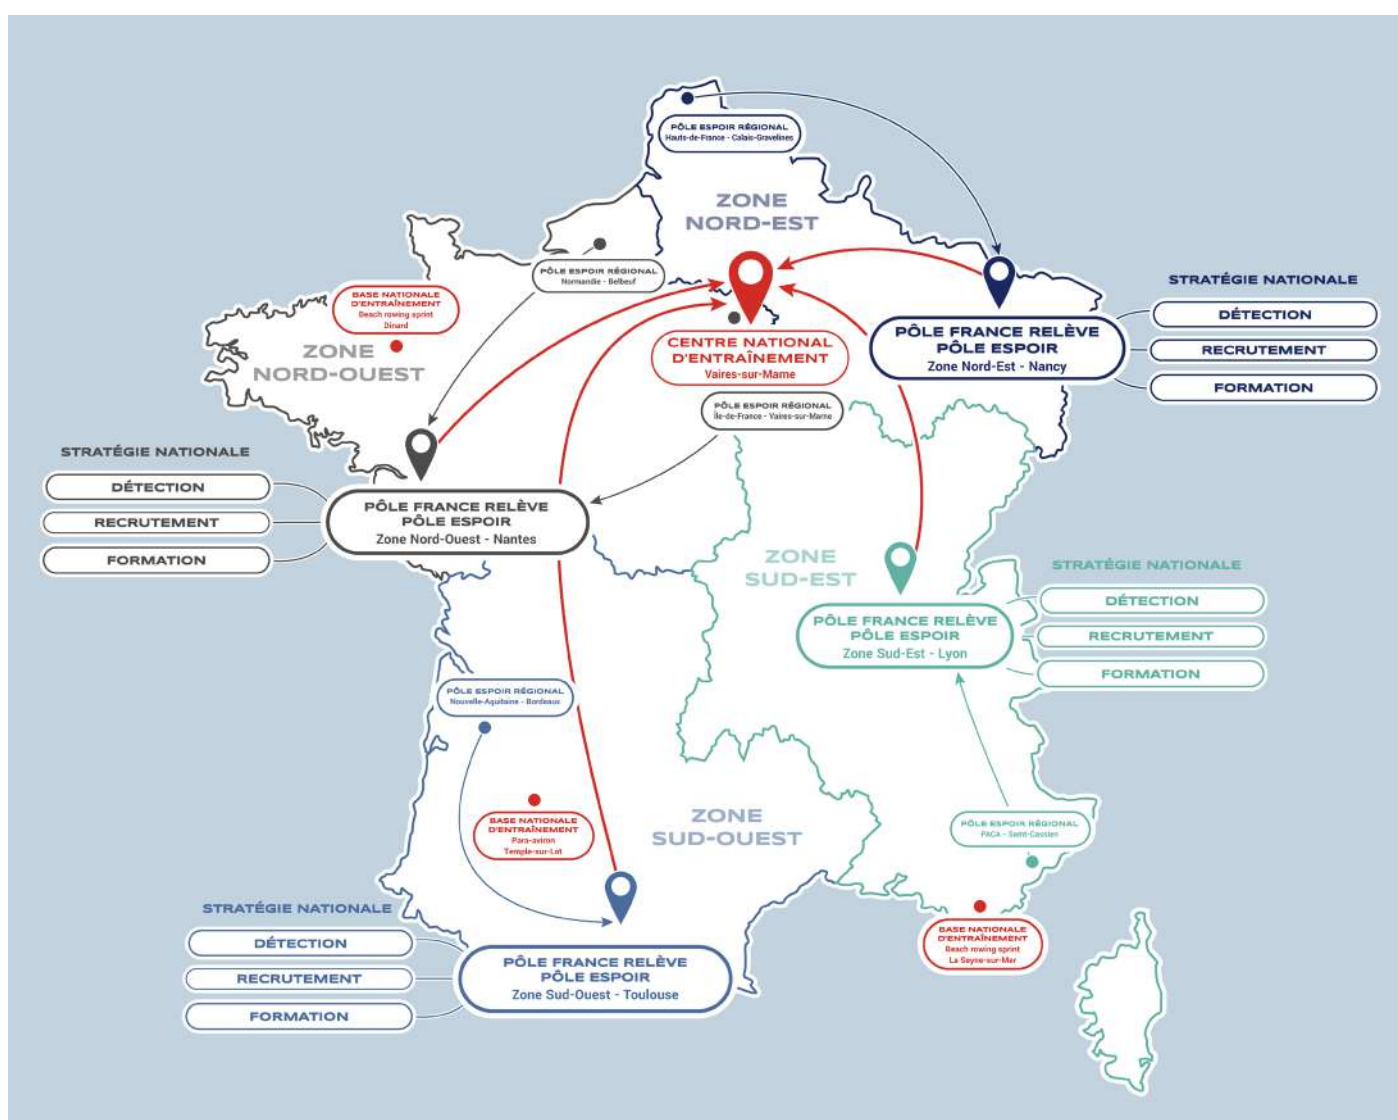 PÔLE ESPOIR RÉGIONAL
Hauts-de-France - Calais-Gravelines
ZONE
NORD-EST
PÔLE ESPOIR RÉGIONAL
Normandie - Belbeuf
BASE NATIONALE
D'ENTRAÎNEMENT
Beach rowing sprint
Dinard
ZONE
NORD-OUEST
CENTRE NATIONAL
D'ENTRAÎNEMENT
Vaires-sur-Marne
PÔLE ESPOIR RÉGIONAL
Île-de-France - Vaires-sur-Marne
PÔLE FRANCE RELÈVE
PÔLE ESPOIR
Zone Nord-Est - Nancy
STRATÉGIE NATIONALE
DÉTECTION
RECRUTEMENT
FORMATION
STRATÉGIE NATIONALE
DÉTECTION
RECRUTEMENT
FORMATION
PÔLE FRANCE RELÈVE
PÔLE ESPOIR
Zone Nord-Ouest - Nantes
ZONE
SUD-EST
PÔLE FRANCE RELÈVE
PÔLE ESPOIR
Zone Sud-Est - Lyon
STRATÉGIE NATIONALE
DÉTECTION
RECRUTEMENT
FORMATION
PÔLE ESPOIR RÉGIONAL
Nouvelle-Aquitaine - Bordeaux
BASE NATIONALE
D'ENTRAÎNEMENT
Para-aviron
Temple-sur-Lot
ZONE
SUD-OUEST
PÔLE ESPOIR RÉGIONAL
PACA - Saint-Cassien
BASE NATIONALE
D'ENTRAÎNEMENT
Beach rowing sprint
La Seyne-sur-Mer
STRATÉGIE NATIONALE
DÉTECTION
RECRUTEMENT
FORMATION
PÔLE FRANCE RELÈVE
PÔLE ESPOIR
Zone Sud-Ouest - Toulouse